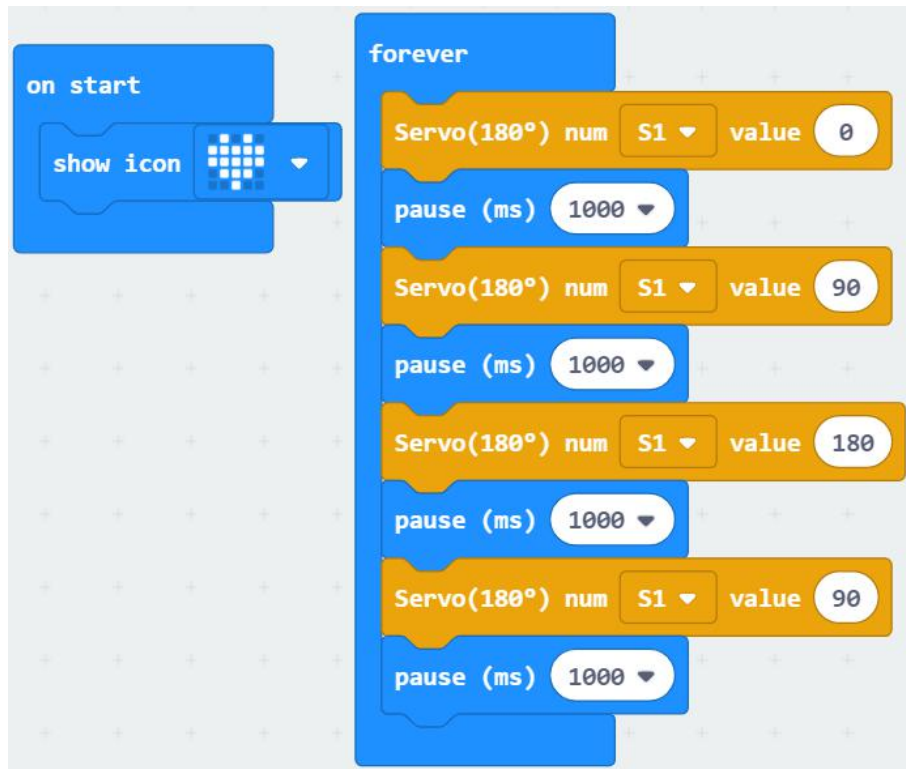 on start
show icon
forever
Servo(180°) num S1 value 0
pause (ms) 1000
Servo(180°) num S1 value 90
pause (ms) 1000
Servo(180°) num S1 value 180
pause (ms) 1000
Servo(180°) num S1 value 90
pause (ms) 1000